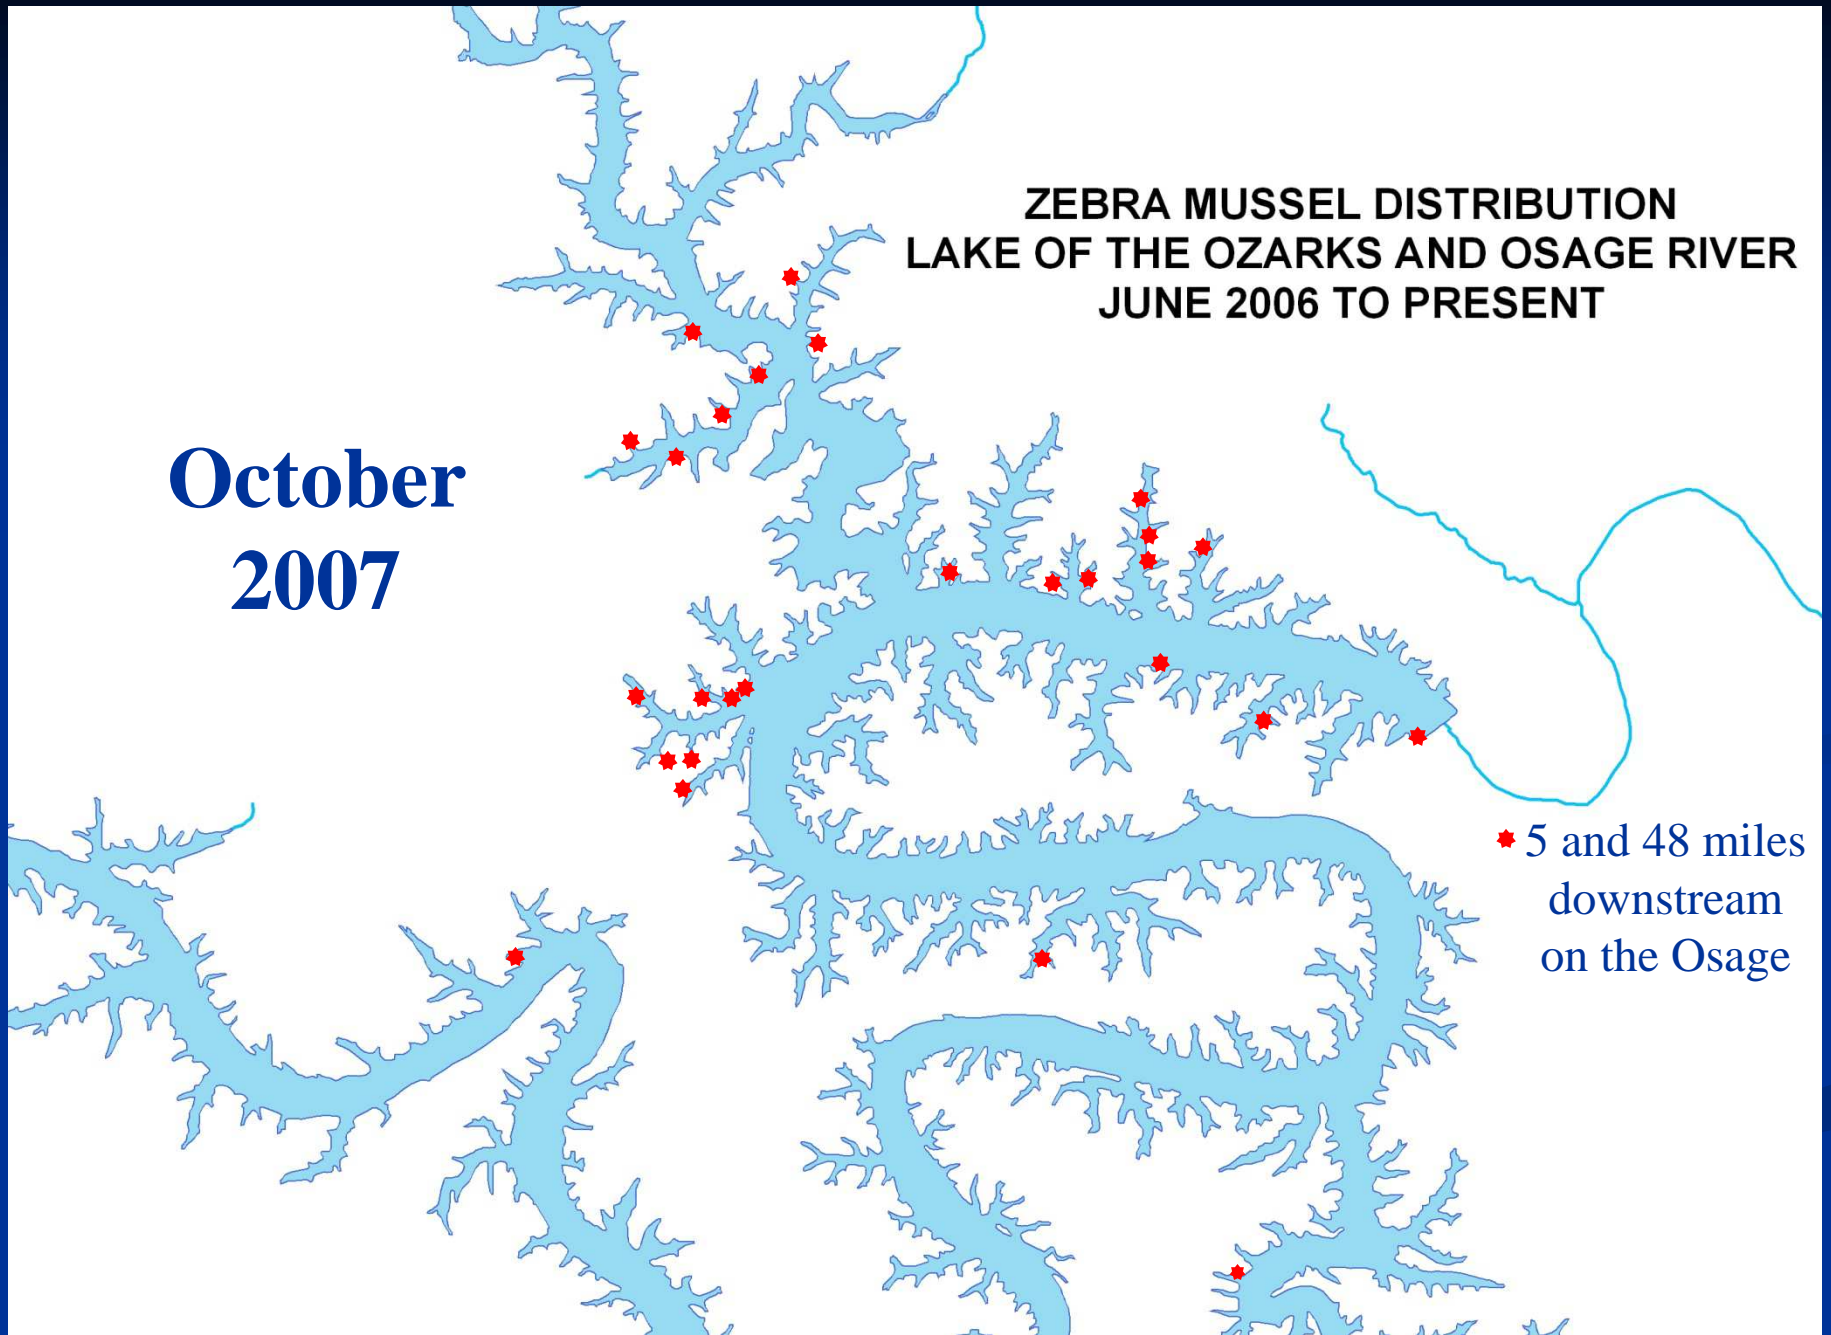 ZEBRA MUSSEL DISTRIBUTION
LAKE OF THE OZARKS AND OSAGE RIVER
JUNE 2006 TO PRESENT
October
2007
5 and 48 miles
downstream
on the Osage